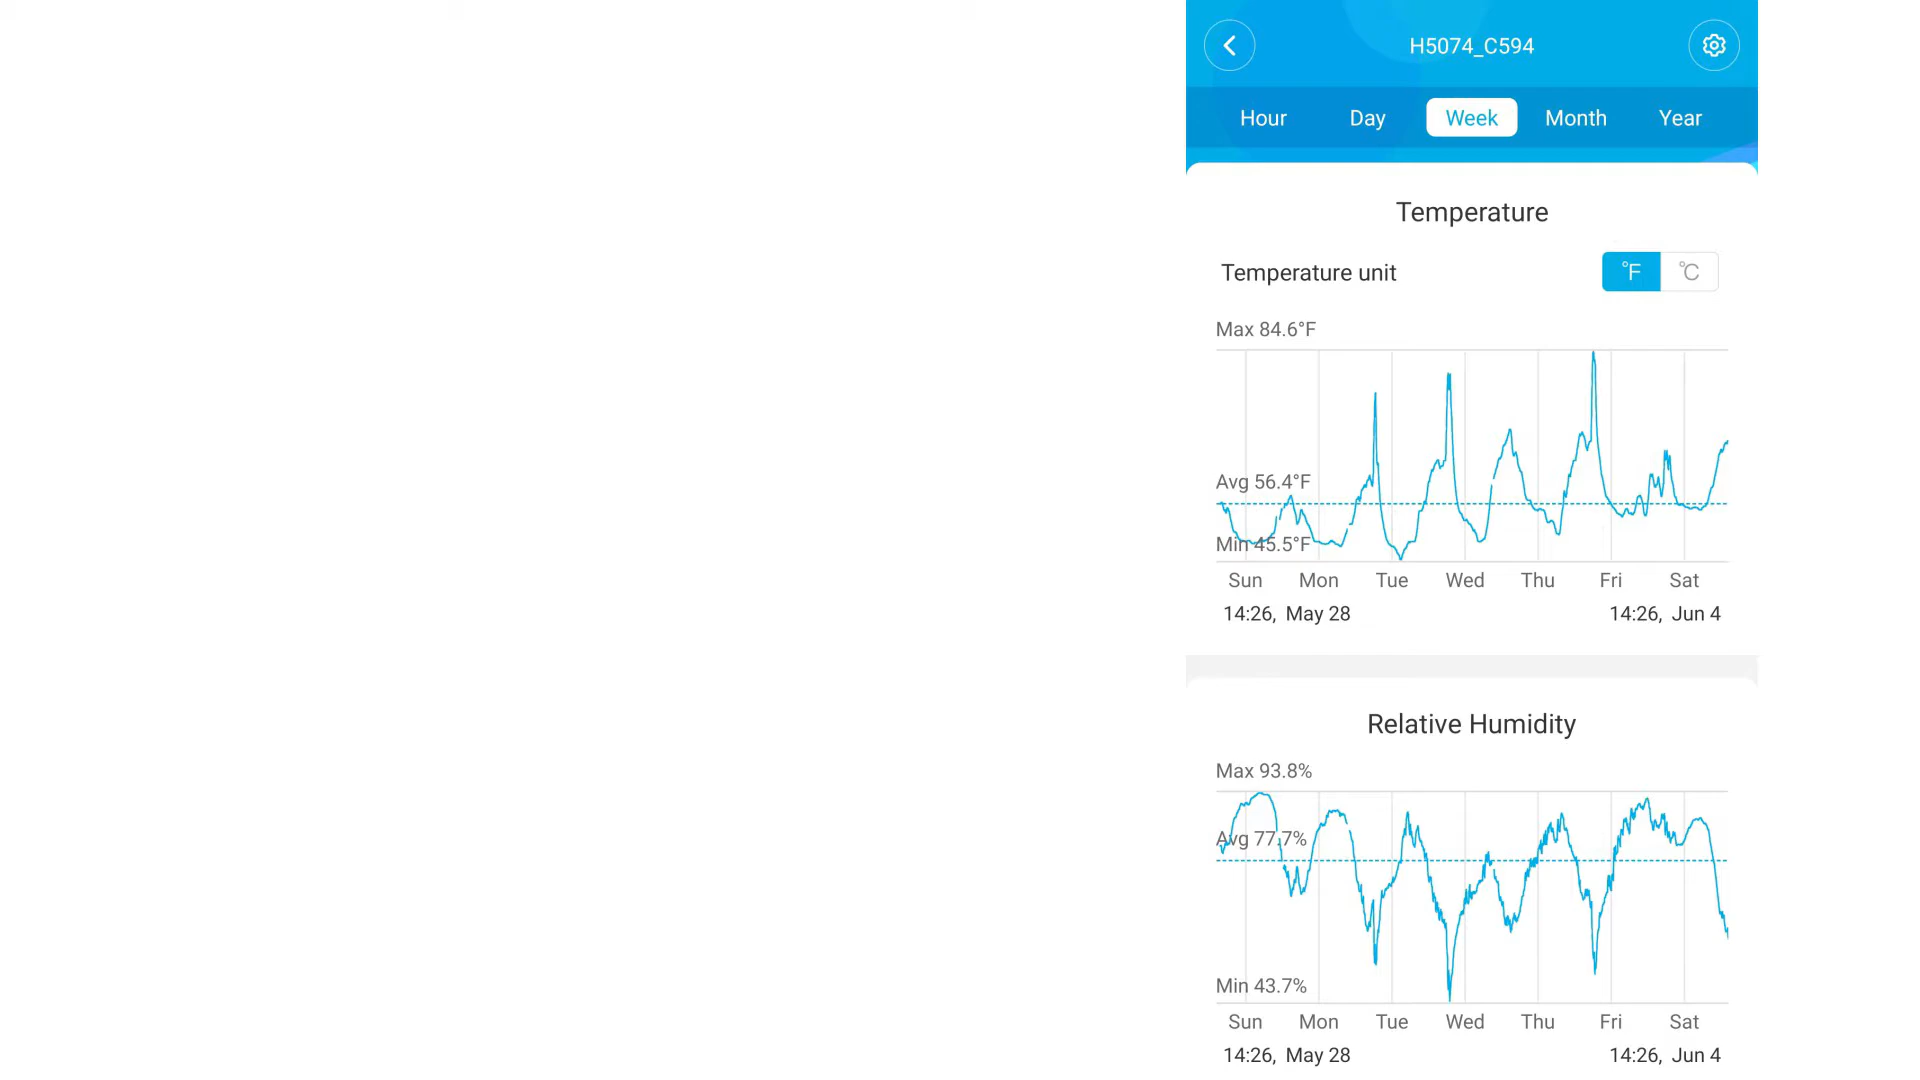 H5074_C594
Hour Day Week Month Year
Temperature
Temperature unit °F °C
Max 84.6°F
Avg 56.4°F
Min 45.5°F
Sun Mon Tue Wed Thu Fri Sat
14:26, May 28 14:26, Jun 4
Relative Humidity
Max 93.8%
Avg 77.7%
Min 43.7%
Sun Mon Tue Wed Thu Fri Sat
14:26, May 28 14:26, Jun 4